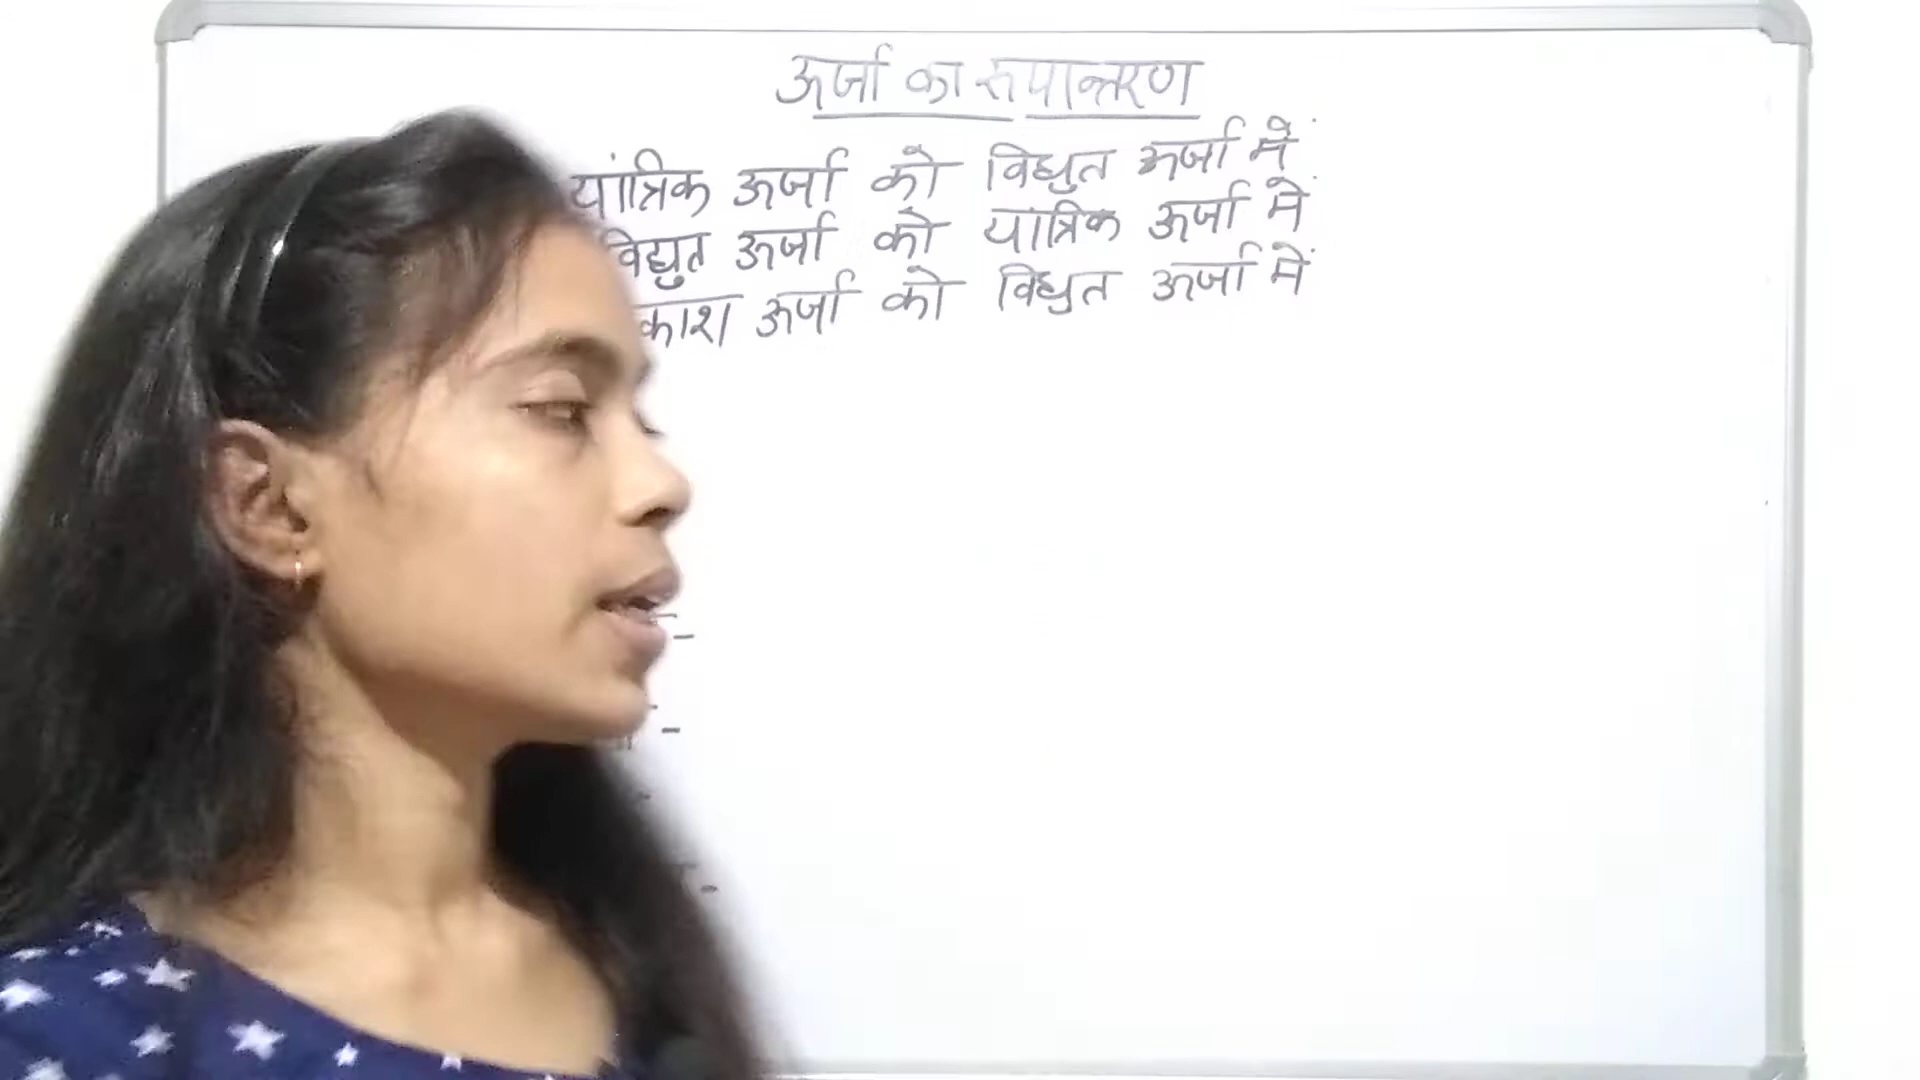 ऊर्जा का रुपान्तरण
यांत्रिक ऊर्जा को विद्युत ऊर्जा में
विद्युत ऊर्जा को यांत्रिक ऊर्जा में
ऊर्जा को विद्युत ऊर्जा में